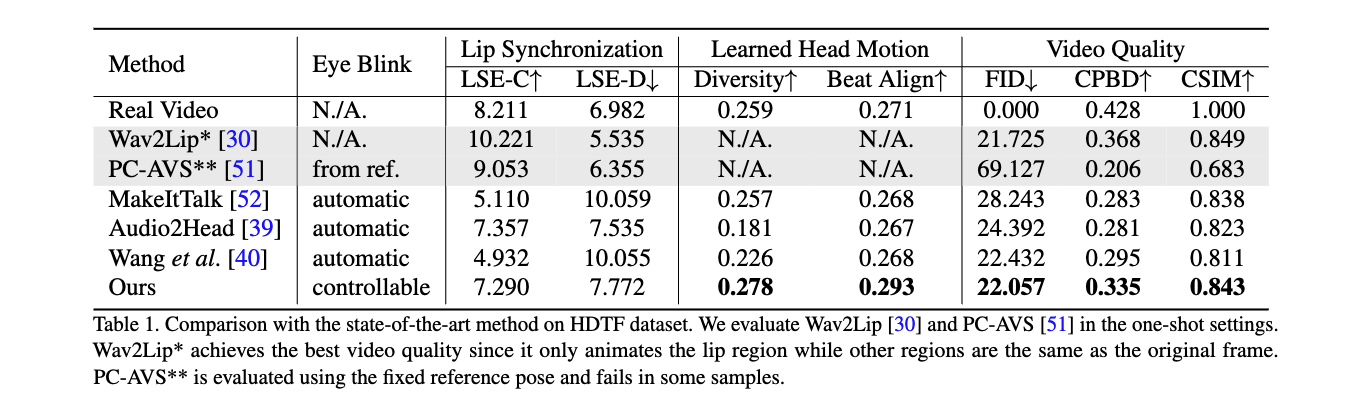 Method Eye Blink Lip Synchronization Learned Head Motion Video Quality
LSE-C↑ LSE-D↓ Diversity↑ Beat Align↑ FID↓ CPBD↑ CSIM↑
Real Video N./A. 8.211 6.982 0.259 0.271 0.000 0.428 1.000
Wav2Lip* [30] N./A. 10.221 5.535 N./A. N./A. 21.725 0.368 0.849
PC-AVS** [51] from ref. 9.053 6.355 N./A. N./A. 69.127 0.206 0.683
MakeItTalk [52] automatic 5.110 10.059 0.257 0.268 28.243 0.283 0.838
Audio2Head [39] automatic 7.357 7.535 0.181 0.267 24.392 0.281 0.823
Wang et al. [40] automatic 4.932 10.055 0.226 0.268 22.432 0.295 0.811
Ours controllable 7.290 7.772 0.278 0.293 22.057 0.335 0.843
Table 1. Comparison with the state-of-the-art method on HDTF dataset. We evaluate Wav2Lip [30] and PC-AVS [51] in the one-shot settings.
Wav2Lip* achieves the best video quality since it only animates the lip region while other regions are the same as the original frame.
PC-AVS** is evaluated using the fixed reference pose and fails in some samples.